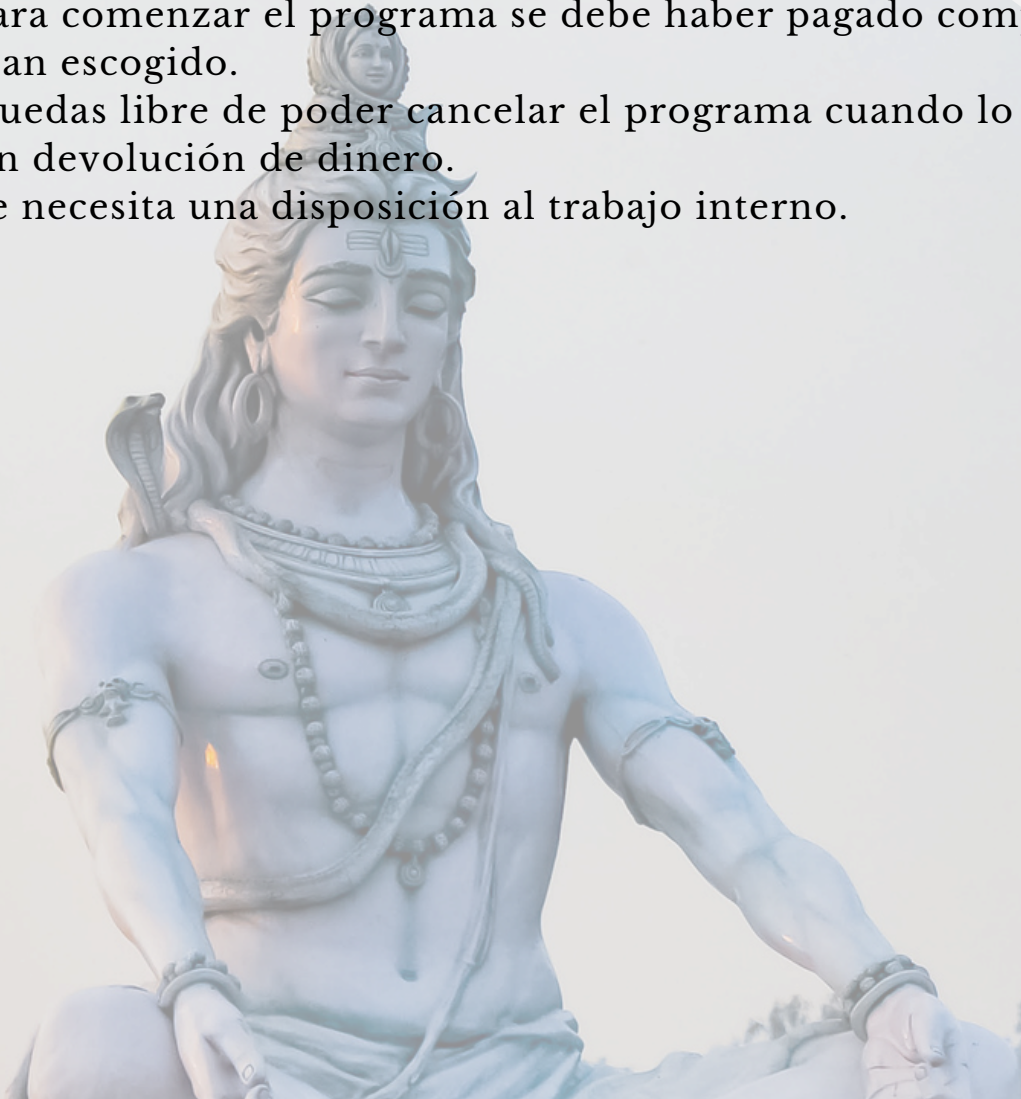 ara comenzar el programa se debe haber pagado com
an escogido.
uedas libre de poder cancelar el programa cuando lo
n devolución de dinero.
e necesita una disposición al trabajo interno.